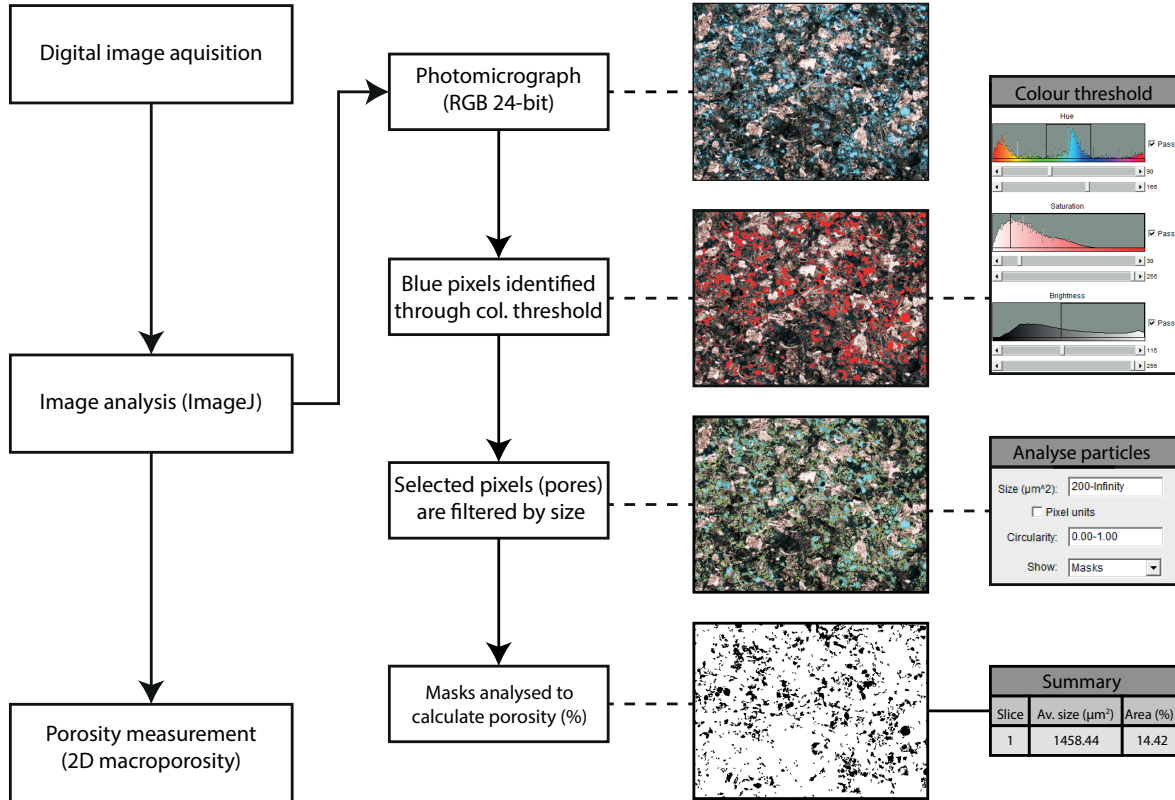 Digital image aquisition
Image analysis (ImageJ)
Porosity measurement
(2D macroporosity)
Photomicrograph
(RGB 24-bit)
Blue pixels identified
through col. threshold
Selected pixels (pores)
are filtered by size
Masks analysed to
calculate porosity (%)
Colour threshold
Hue
Pass
90
165
Saturation
Pass
30
255
Brightness
Pass
115
255
Analyse particles
Size (µm^2): 200-Infinity
Pixel units
Circularity: 0.00-1.00
Show: Masks
Summary
Slice Av. size (µm²) Area (%)
1 1458.44 14.42